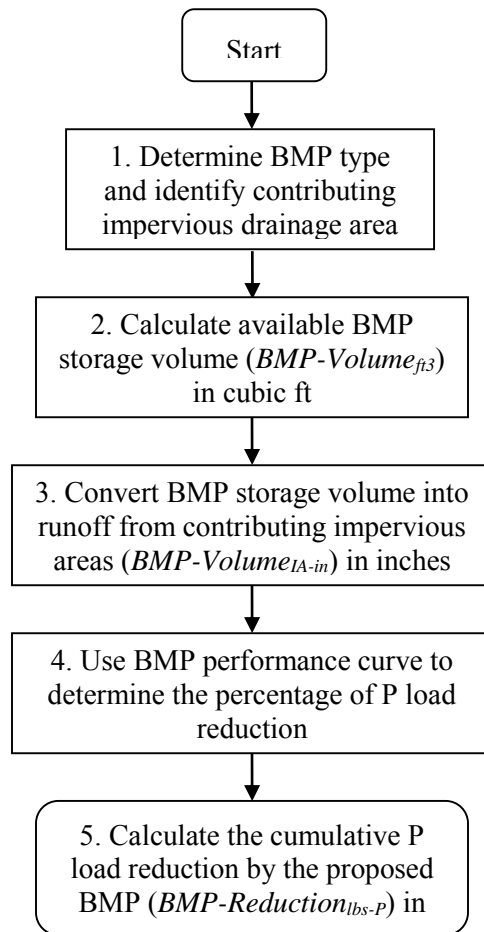 Start
1. Determine BMP type
and identify contributing
impervious drainage area
2. Calculate available BMP
storage volume (BMP-Volumeft3)
in cubic ft
3. Convert BMP storage volume into
runoff from contributing impervious
areas (BMP-VolumeIA-in) in inches
4. Use BMP performance curve to
determine the percentage of P load
reduction
5. Calculate the cumulative P
load reduction by the proposed
BMP (BMP-Reductionlbs-P) in